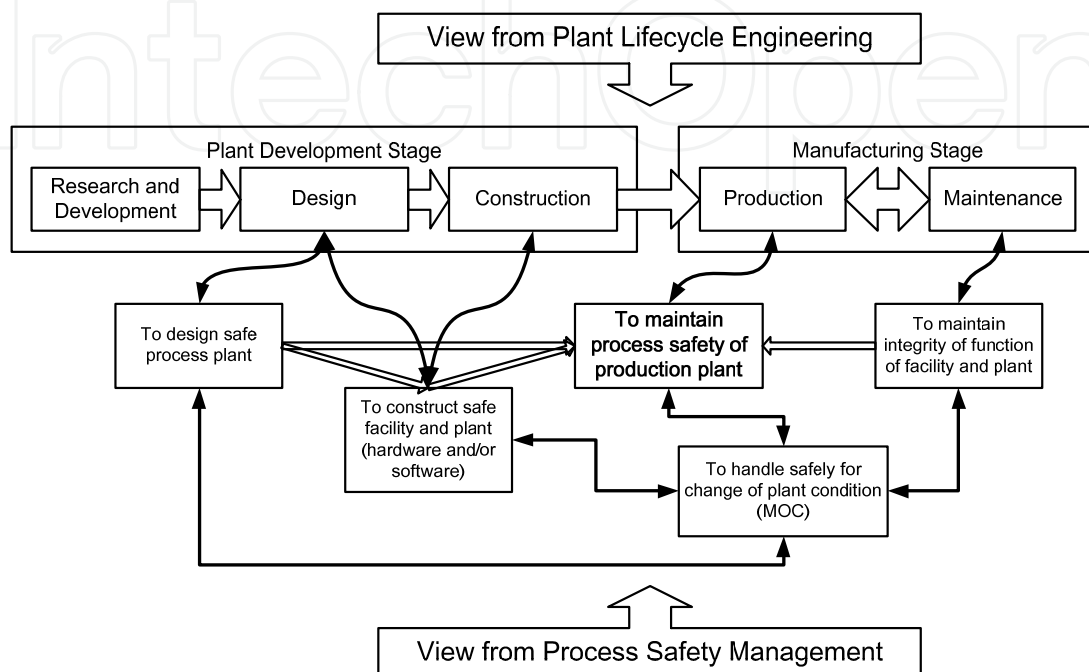 IntechOpen
View from Plant Lifecycle Engineering
Plant Development Stage
Manufacturing Stage
Research and
Development
Design
Construction
Production
Maintenance
To design safe
process plant
To maintain
process safety of
production plant
To maintain
integrity of function
of facility and plant
To construct safe
facility and plant
(hardware and/or
software)
To handle safely for
change of plant condition
(MOC)
View from Process Safety Management